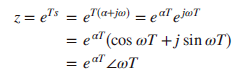 z = e^{Ts} = e^{T(α+jω)} = e^{αT} e^{jωT}
= e^{αT}(cos ωT + j sin ωT)
= e^{αT}∠ωT